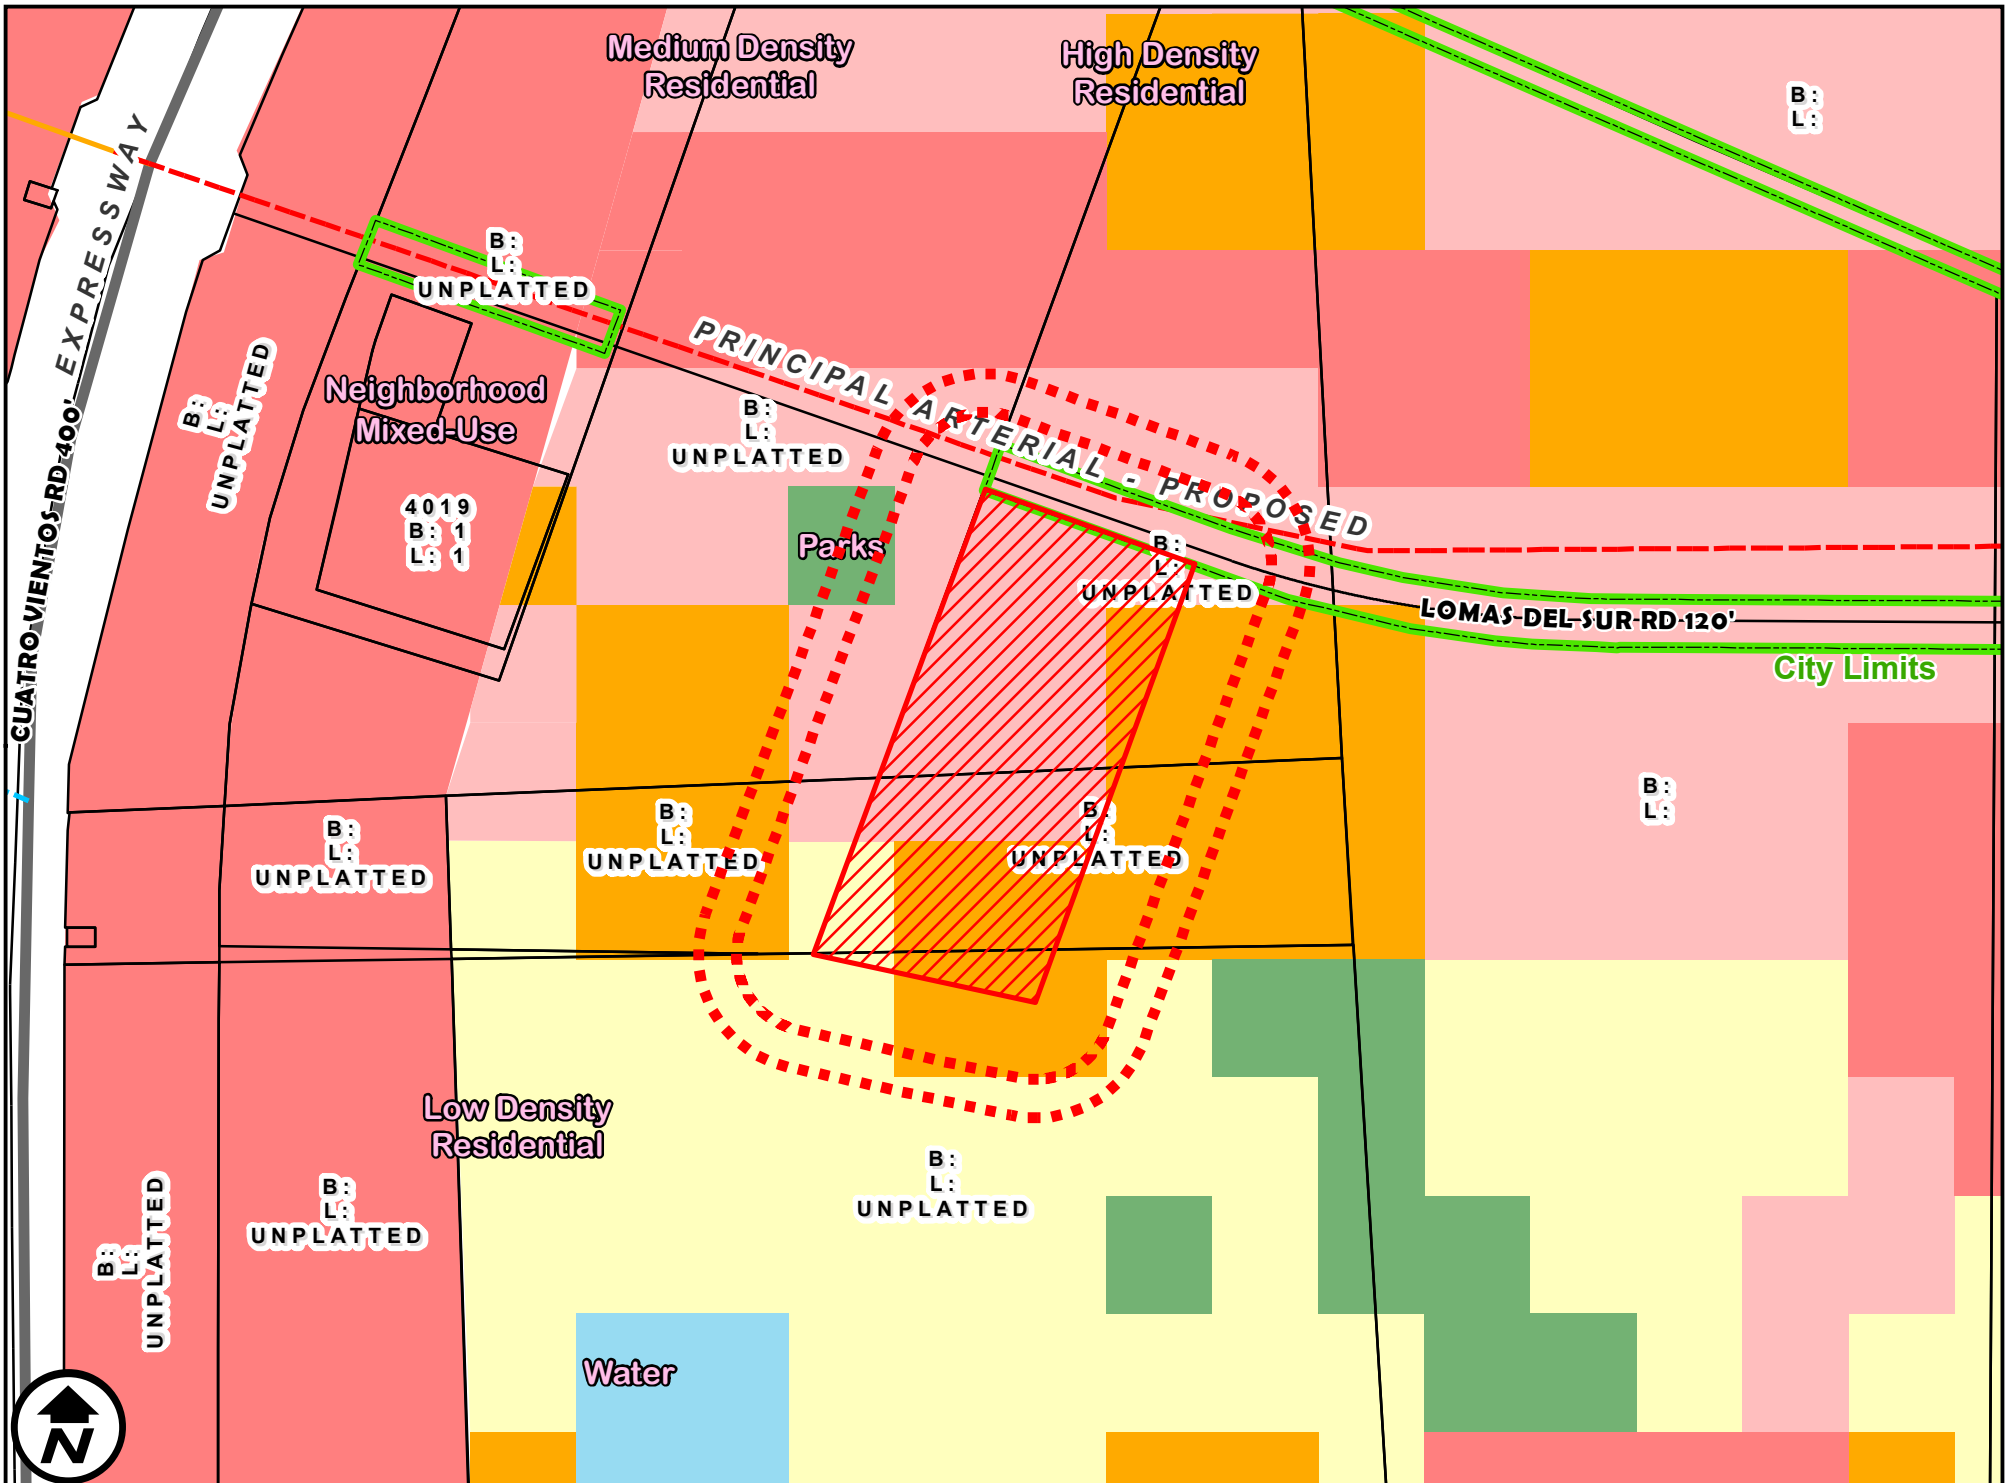 Medium Density
Residential
High Density
Residential
B:
L:
EXPRESSWAY
B:
L:
UNPLATTED
PRINCIPAL ARTERIAL - PROPOSED
B:
L:
UNPLATTED
Neighborhood
Mixed-Use
B:
L:
UNPLATTED
4019
B: 1
L: 1
Parks
B:
L:
UNPLATTED
CUATRO VIENTOS RD 400'
LOMAS DEL SUR RD 120'
City Limits
B:
L:
B:
L:
UNPLATTED
B:
L:
UNPLATTED
B:
L:
UNPLATTED
Low Density
Residential
B:
L:
UNPLATTED
B:
L:
UNPLATTED
B:
L:
UNPLATTED
Water
N